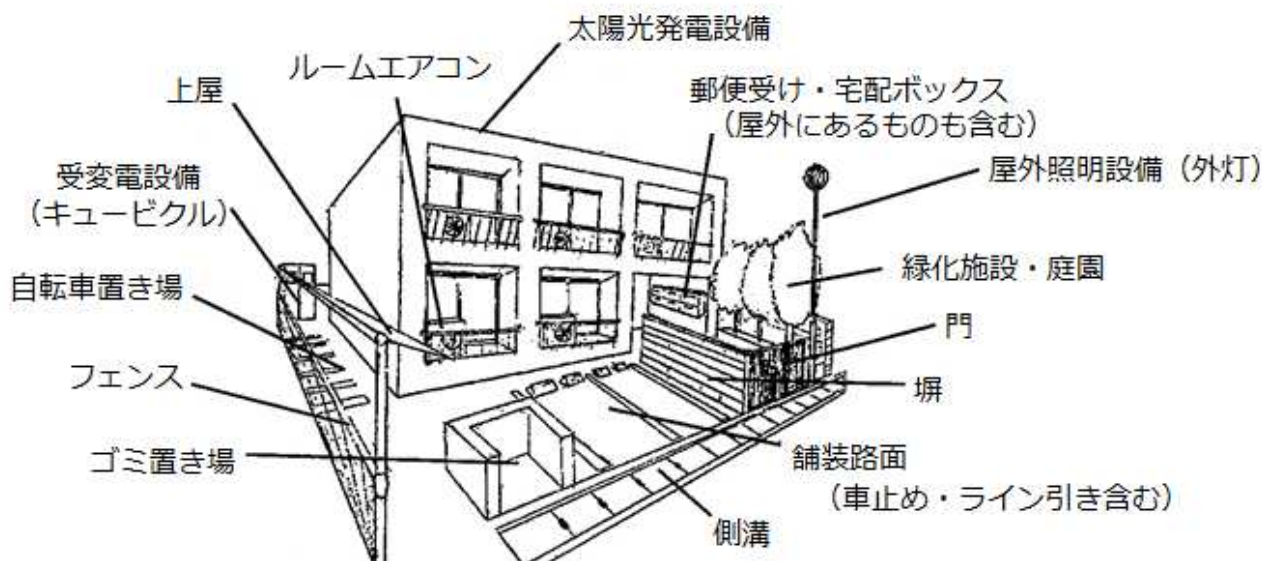 太陽光発電設備
ルームエアコン
上屋
郵便受け・宅配ボックス
（屋外にあるものも含む）
受変電設備
（キュービクル）
屋外照明設備（外灯）
自転車置き場
緑化施設・庭園
門
フェンス
塀
ゴミ置き場
舗装路面
（車止め・ライン引き含む）
側溝